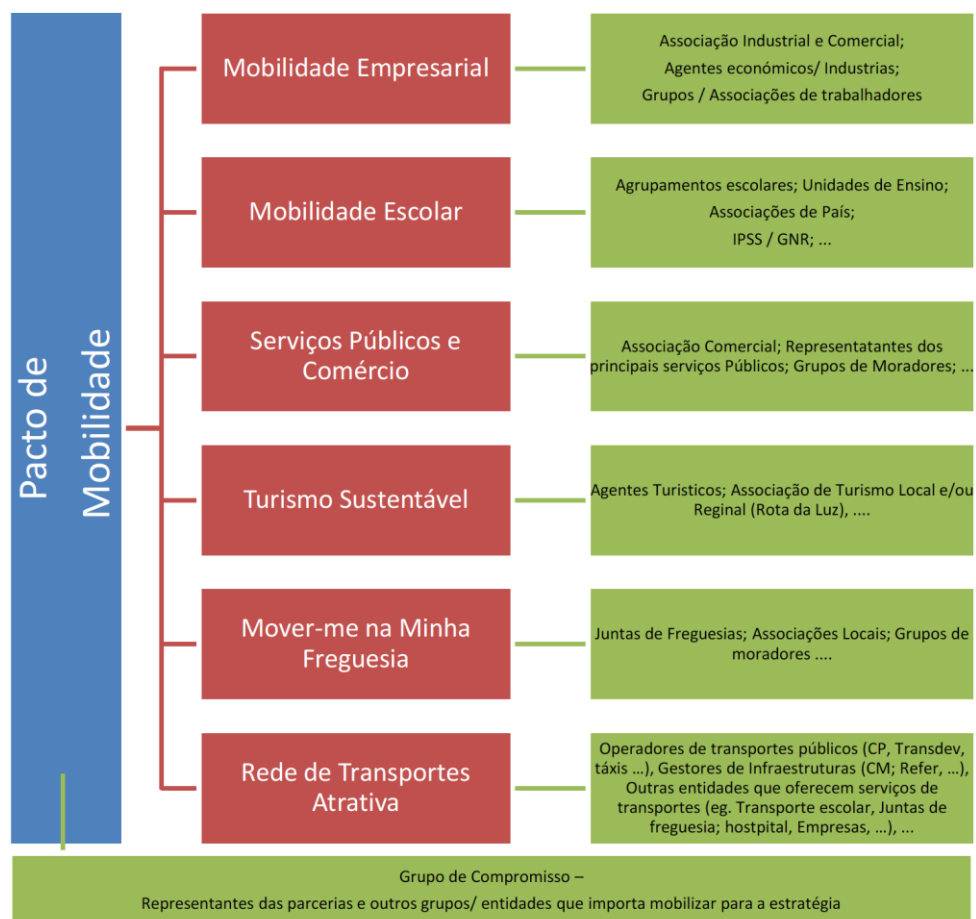 Pacto de
Mobilidade
Mobilidade Empresarial
Associação Industrial e Comercial;
Agentes económicos/ Industrias;
Grupos / Associações de trabalhadores
Mobilidade Escolar
Agrupamentos escolares; Unidades de Ensino;
Associações de País;
IPSS / GNR; ...
Serviços Públicos e
Comércio
Associação Comercial; Representatantes dos
principais serviços Públicos; Grupos de Moradores; ...
Turismo Sustentável
Agentes Turisticos; Associação de Turismo Local e/ou
Reginal (Rota da Luz), ....
Mover-me na Minha
Freguesia
Juntas de Freguesias; Associações Locais; Grupos de
moradores ....
Rede de Transportes
Atrativa
Operadores de transportes públicos (CP, Transdev,
táxis ...), Gestores de Infraestruturas (CM; Refer, ...),
Outras entidades que oferecem serviços de
transportes (eg. Transporte escolar, Juntas de
freguesia; hostpital, Empresas, ...), ...
Grupo de Compromisso –
Representantes das parcerias e outros grupos/ entidades que importa mobilizar para a estratégia